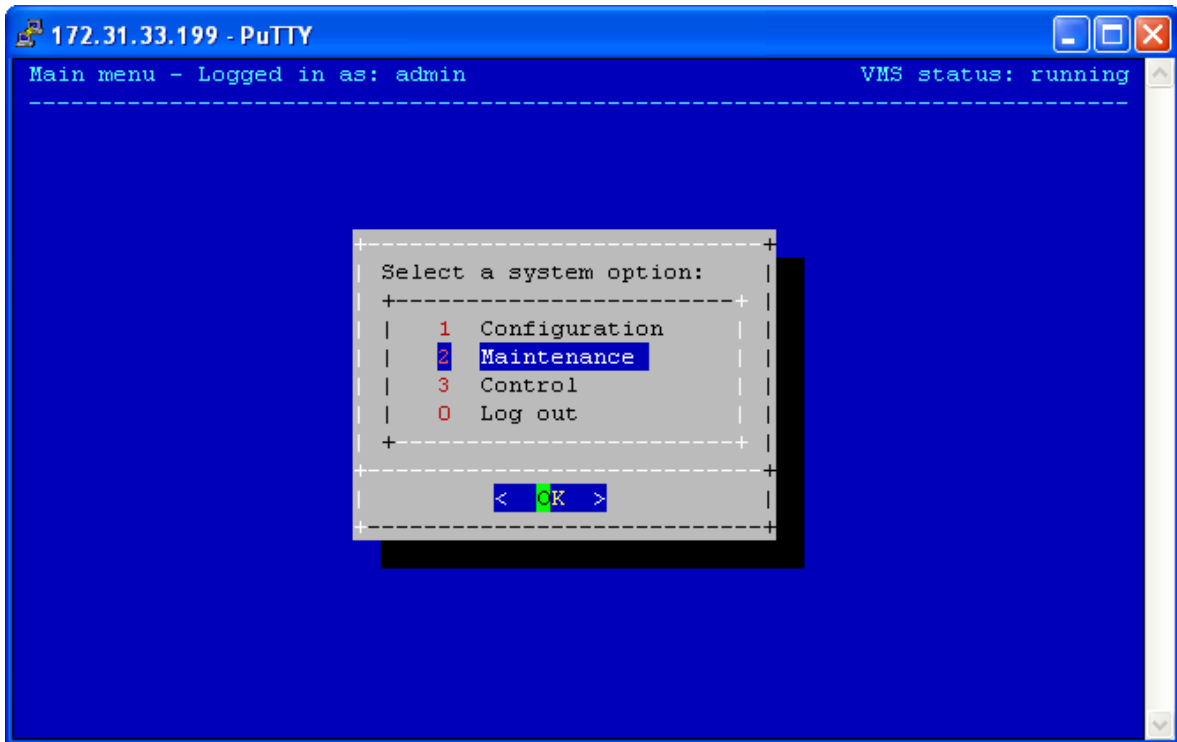 172.31.33.199 - PuTTY
Main menu - Logged in as: admin VMS status: running
Select a system option:
1 Configuration
2 Maintenance
3 Control
0 Log out
< OK >